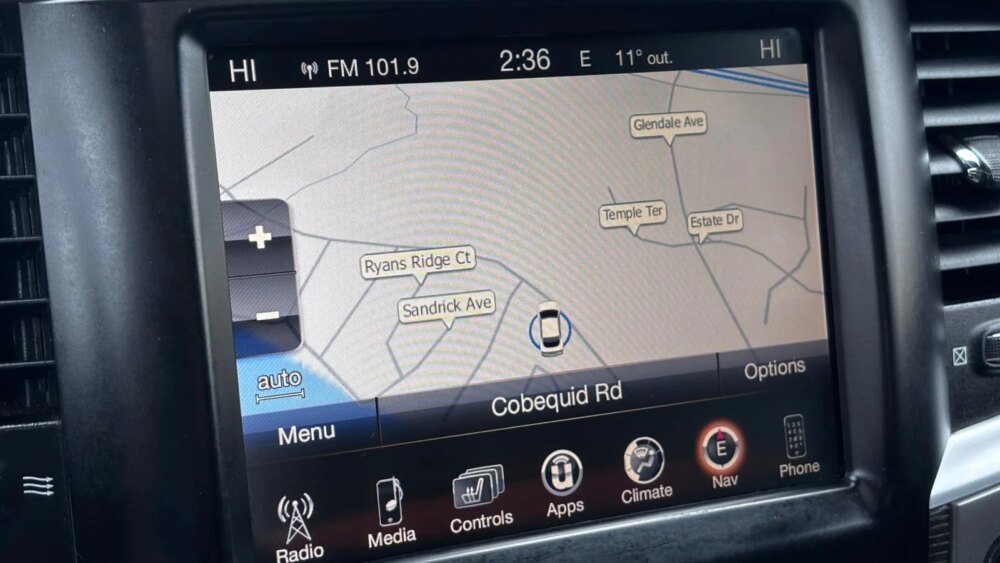 HI FM 101.9 2:36 E 11° out. HI
Glendale Ave
Temple Ter
Estate Dr
Ryans Ridge Ct
Sandrick Ave
+
−
auto
Menu
Cobequid Rd
Options
Radio
Media
Controls
Apps
Climate
E
Nav
Phone